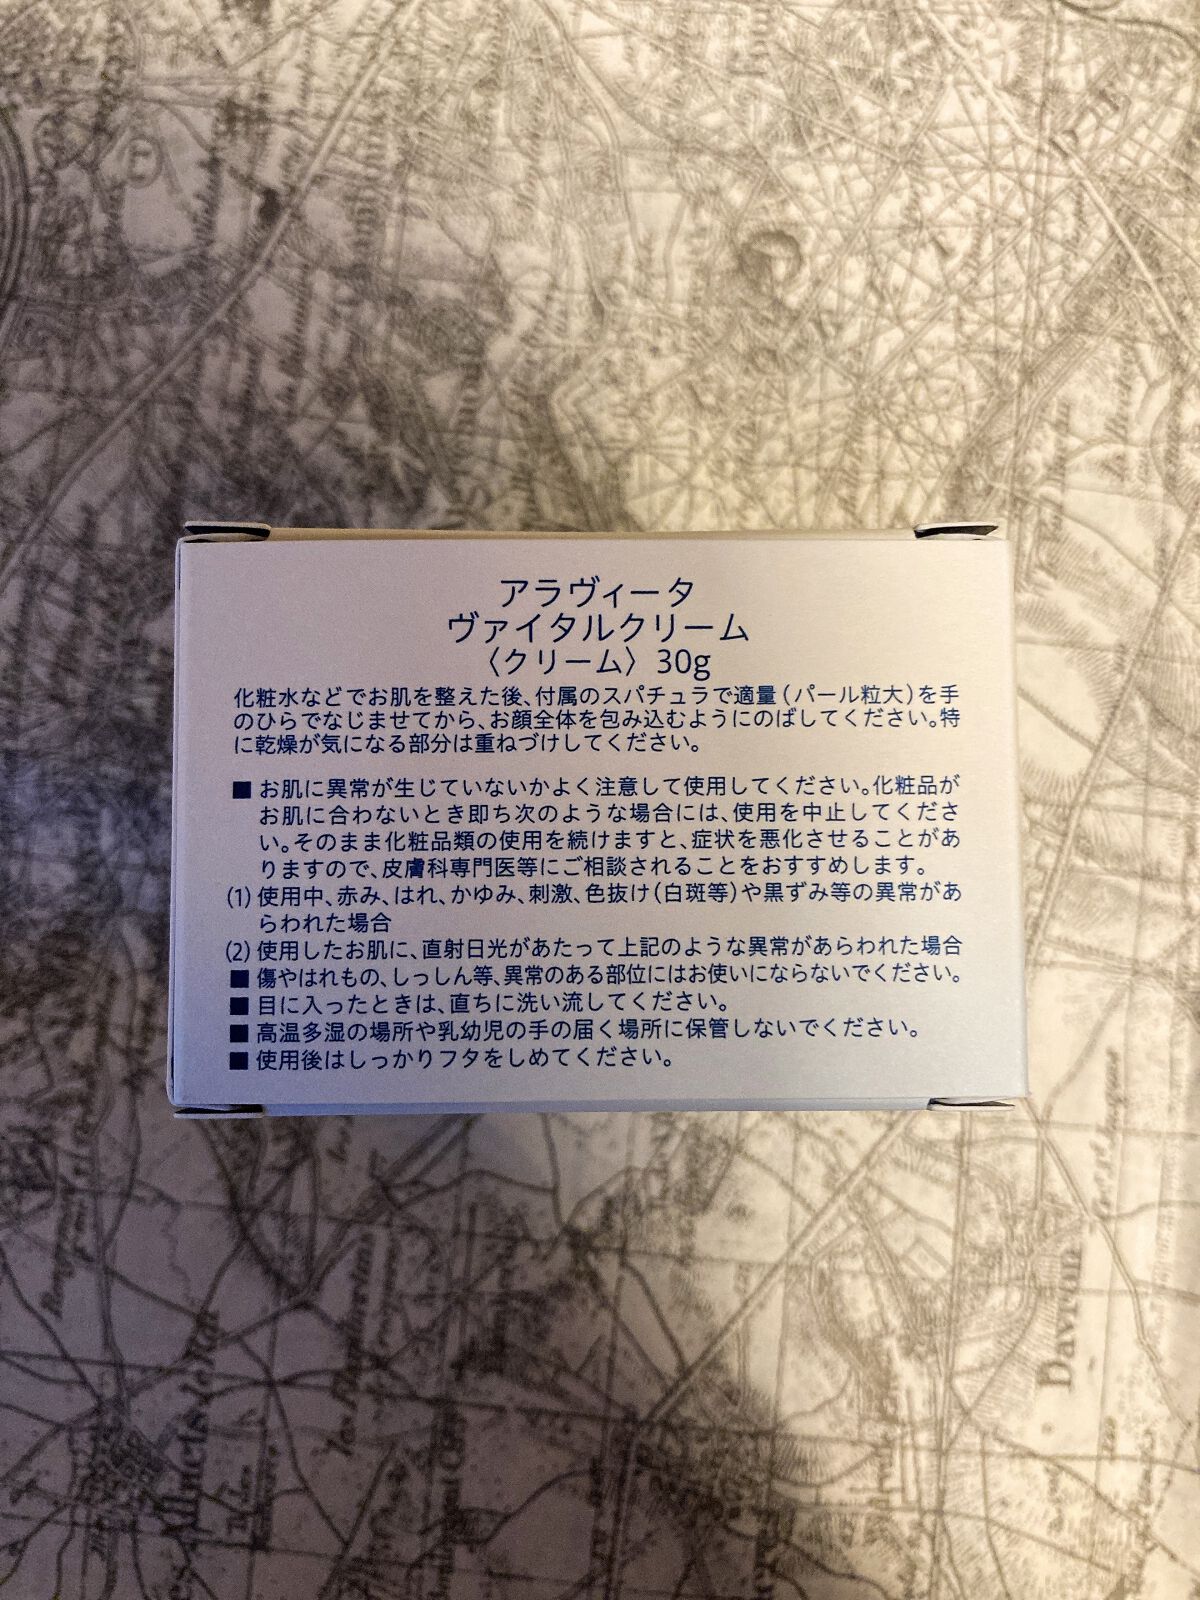 アラヴィータ
ヴァイタルクリーム
〈クリーム〉30g
化粧水などでお肌を整えた後、付属のスパチュラで適量(パール粒大)を手
のひらでなじませてから、お顔全体を包み込むようにのばしてください。特
に乾燥が気になる部分は重ねづけしてください。
■ お肌に異常が生じていないかよく注意して使用してください。化粧品が
お肌に合わないとき即ち次のような場合には、使用を中止してくださ
い。そのまま化粧品類の使用を続けますと、症状を悪化させることがあ
りますので、皮膚科専門医等にご相談されることをおすすめします。
(1) 使用中、赤み、はれ、かゆみ、刺激、色抜け(白斑等)や黒ずみ等の異常があ
らわれた場合
(2) 使用したお肌に、直射日光があたって上記のような異常があらわれた場合
■ 傷やはれもの、しっしん等、異常のある部位にはお使いにならないでください。
■ 目に入ったときは、直ちに洗い流してください。
■ 高温多湿の場所や乳幼児の手の届く場所に保管しないでください。
■ 使用後はしっかりフタをしめてください。